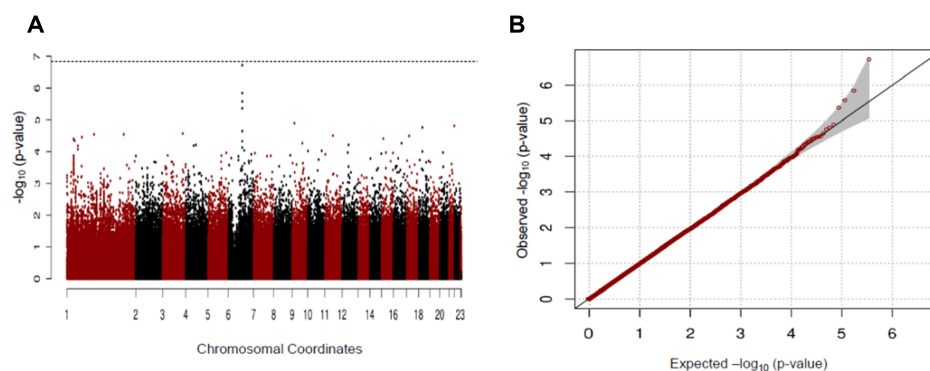 A
B
7
6
5
4
3
2
1
0
-log10 (p-value)
1 2 3 4 5 6 7 8 9 10 11 12 14 16 18 20 23
Chromosomal Coordinates
6
5
4
3
2
1
0
Observed -log10 (p-value)
0 1 2 3 4 5 6
Expected –log10 (p-value)